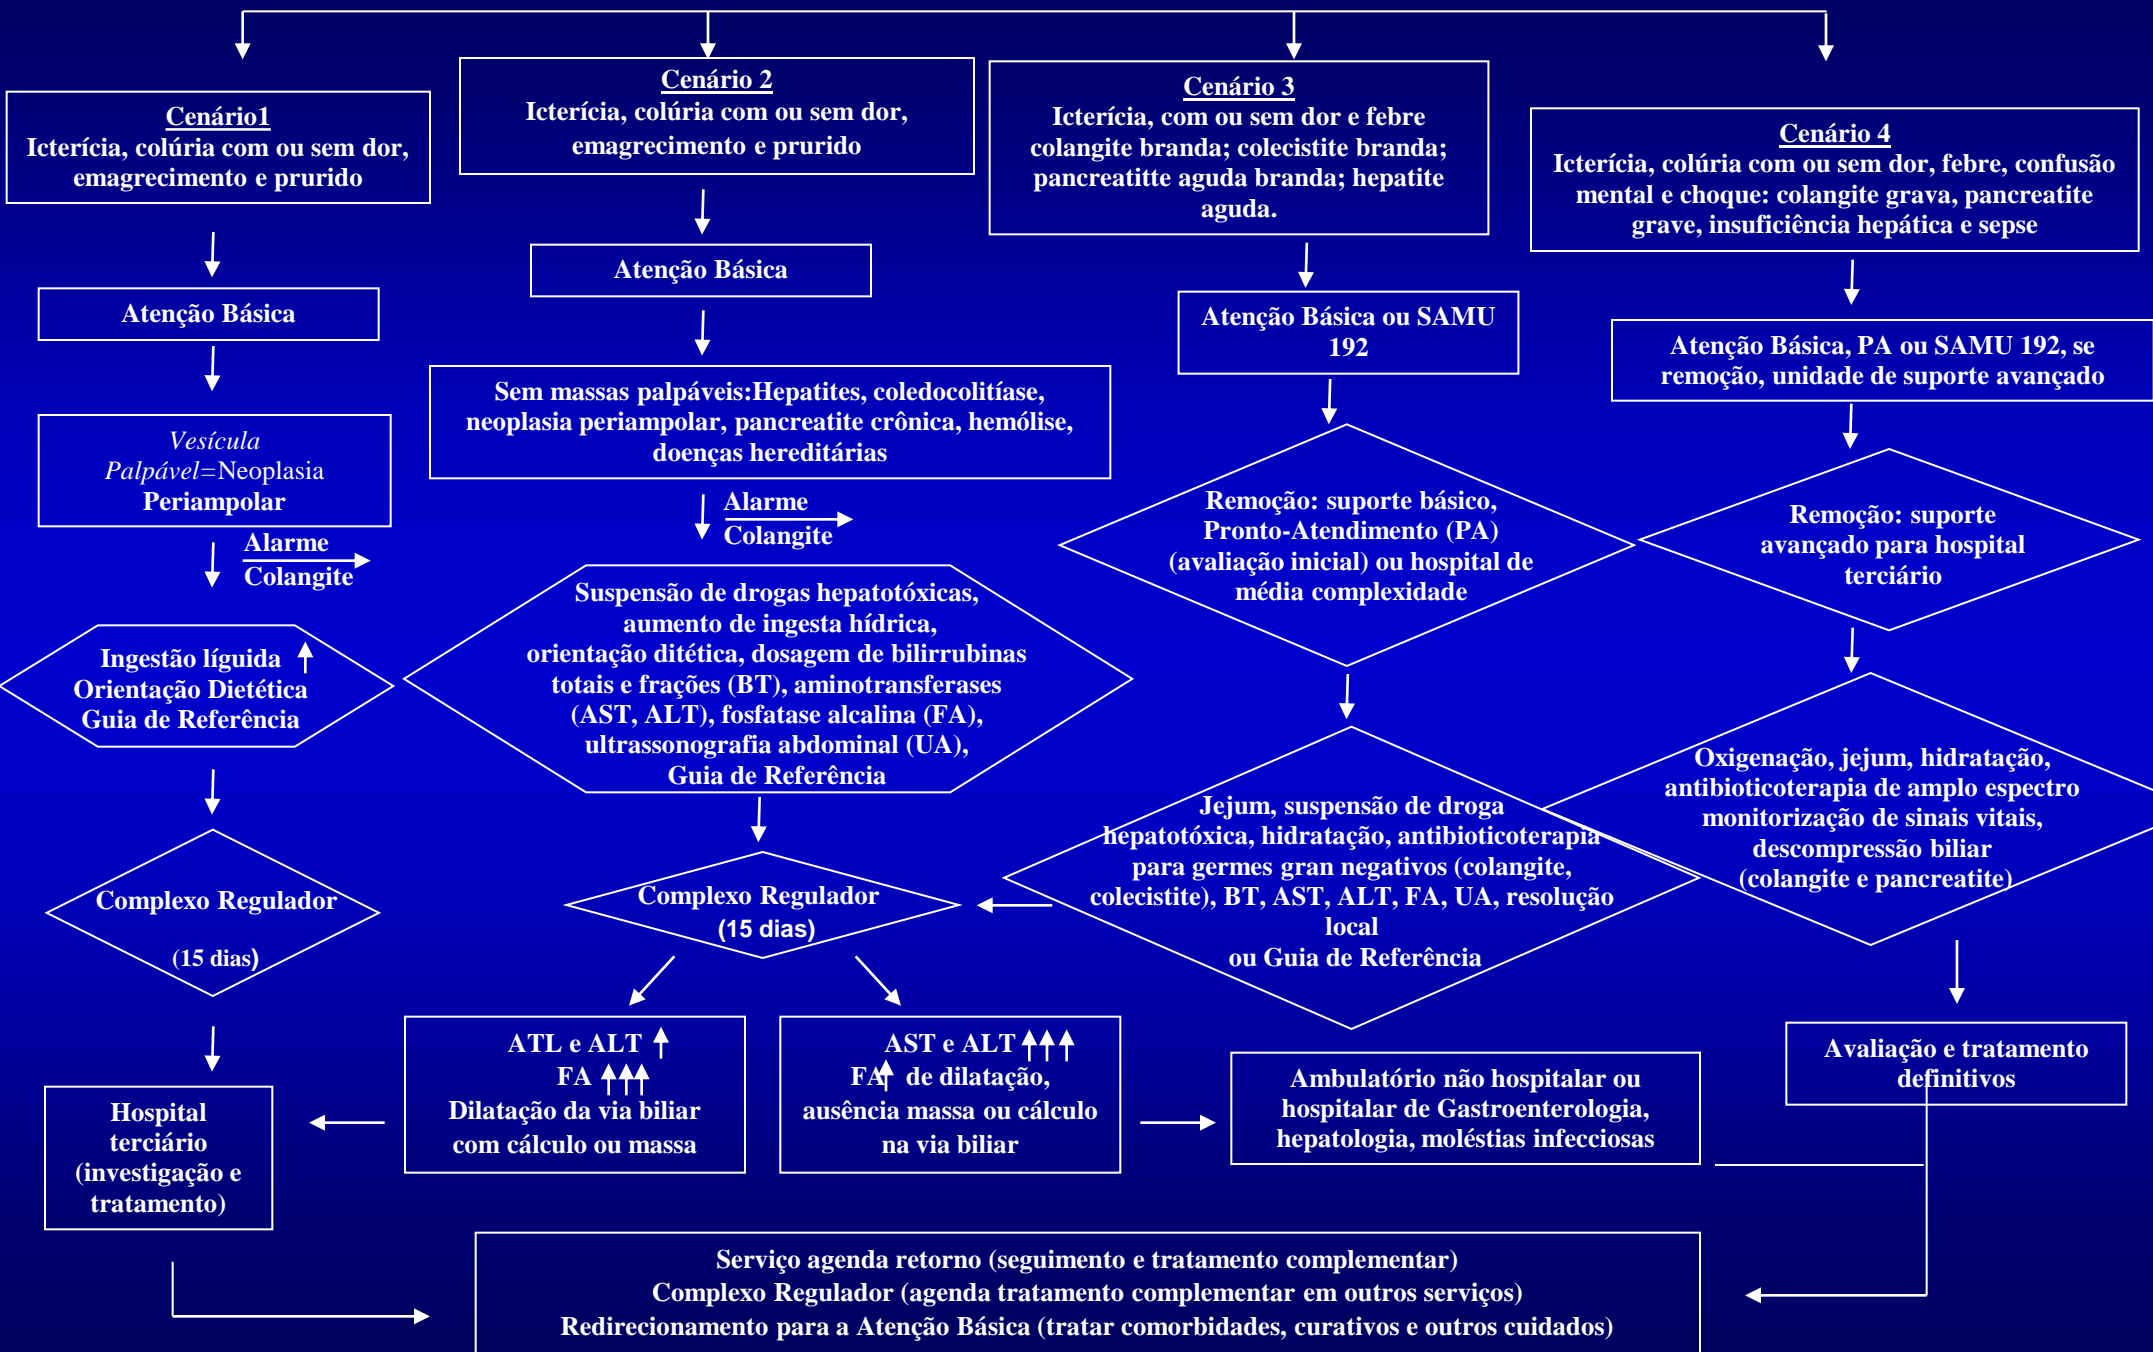 Cenário1
Icterícia, colúria com ou sem dor,
emagrecimento e prurido
Atenção Básica
Vesícula
Palpável=Neoplasia
Periampolar
Alarme
Colangite
Ingestão líguida
Orientação Dietética
Guia de Referência
Complexo Regulador
(15 dias)
Hospital
terciário
(investigação e
tratamento)
Cenário 2
Icterícia, colúria com ou sem dor,
emagrecimento e prurido
Atenção Básica
Sem massas palpáveis:Hepatites, coledocolitíase,
neoplasia periampolar, pancreatite crônica, hemólise,
doenças hereditárias
Alarme
Colangite
Suspensão de drogas hepatotóxicas,
aumento de ingesta hídrica,
orientação ditética, dosagem de bilirrubinas
totais e frações (BT), aminotransferases
(AST, ALT), fosfatase alcalina (FA),
ultrassonografia abdominal (UA),
Guia de Referência
Complexo Regulador
(15 dias)
ATL e ALT
FA
Dilatação da via biliar
com cálculo ou massa
AST e ALT
FA de dilatação,
ausência massa ou cálculo
na via biliar
Cenário 3
Icterícia, com ou sem dor e febre
colangite branda; colecistite branda;
pancreatitte aguda branda; hepatite
aguda.
Atenção Básica ou SAMU
192
Remoção: suporte básico,
Pronto-Atendimento (PA)
(avaliação inicial) ou hospital de
média complexidade
Jejum, suspensão de droga
hepatotóxica, hidratação, antibioticoterapia
para germes gran negativos (colangite,
colecistite), BT, AST, ALT, FA, UA, resolução
local
ou Guia de Referência
Ambulatório não hospitalar ou
hospitalar de Gastroenterologia,
hepatologia, moléstias infecciosas
Cenário 4
Icterícia, colúria com ou sem dor, febre, confusão
mental e choque: colangite grava, pancreatite
grave, insuficiência hepática e sepse
Atenção Básica, PA ou SAMU 192, se
remoção, unidade de suporte avançado
Remoção: suporte
avançado para hospital
terciário
Oxigenação, jejum, hidratação,
antibioticoterapia de amplo espectro
monitorização de sinais vitais,
descompressão biliar
(colangite e pancreatite)
Avaliação e tratamento
definitivos
Serviço agenda retorno (seguimento e tratamento complementar)
Complexo Regulador (agenda tratamento complementar em outros serviços)
Redirecionamento para a Atenção Básica (tratar comorbidades, curativos e outros cuidados)